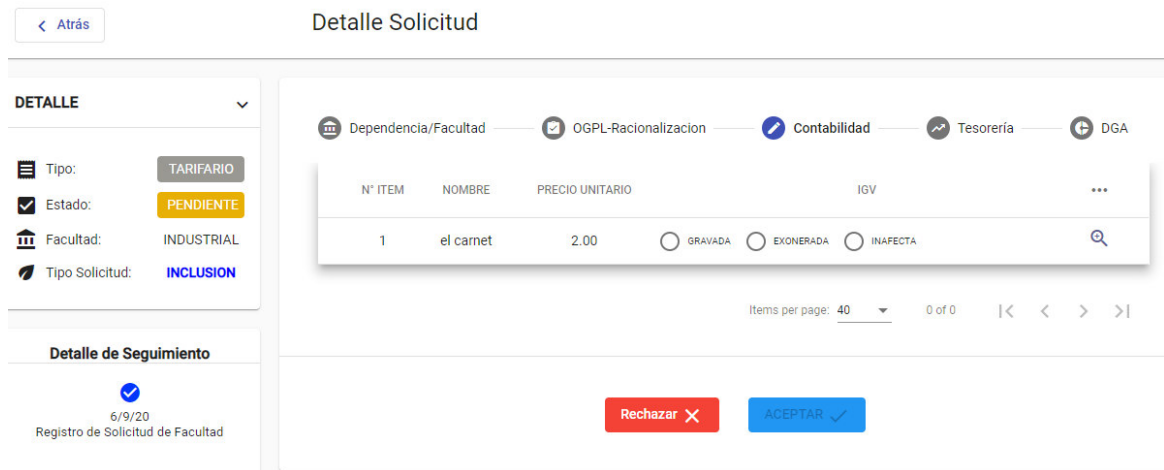 Atrás
Detalle Solicitud
DETALLE
Tipo: TARIFARIO
Estado: PENDIENTE
Facultad: INDUSTRIAL
Tipo Solicitud: INCLUSION
Detalle de Seguimiento
6/9/20
Registro de Solicitud de Facultad
Dependencia/Facultad OGPL-Racionalizacion Contabilidad Tesorería DGA
N° ITEM NOMBRE PRECIO UNITARIO IGV
1 el carnet 2.00 GRAVADA EXONERADA INAFECTA
Items per page: 40 0 of 0
Rechazar ACEPTAR